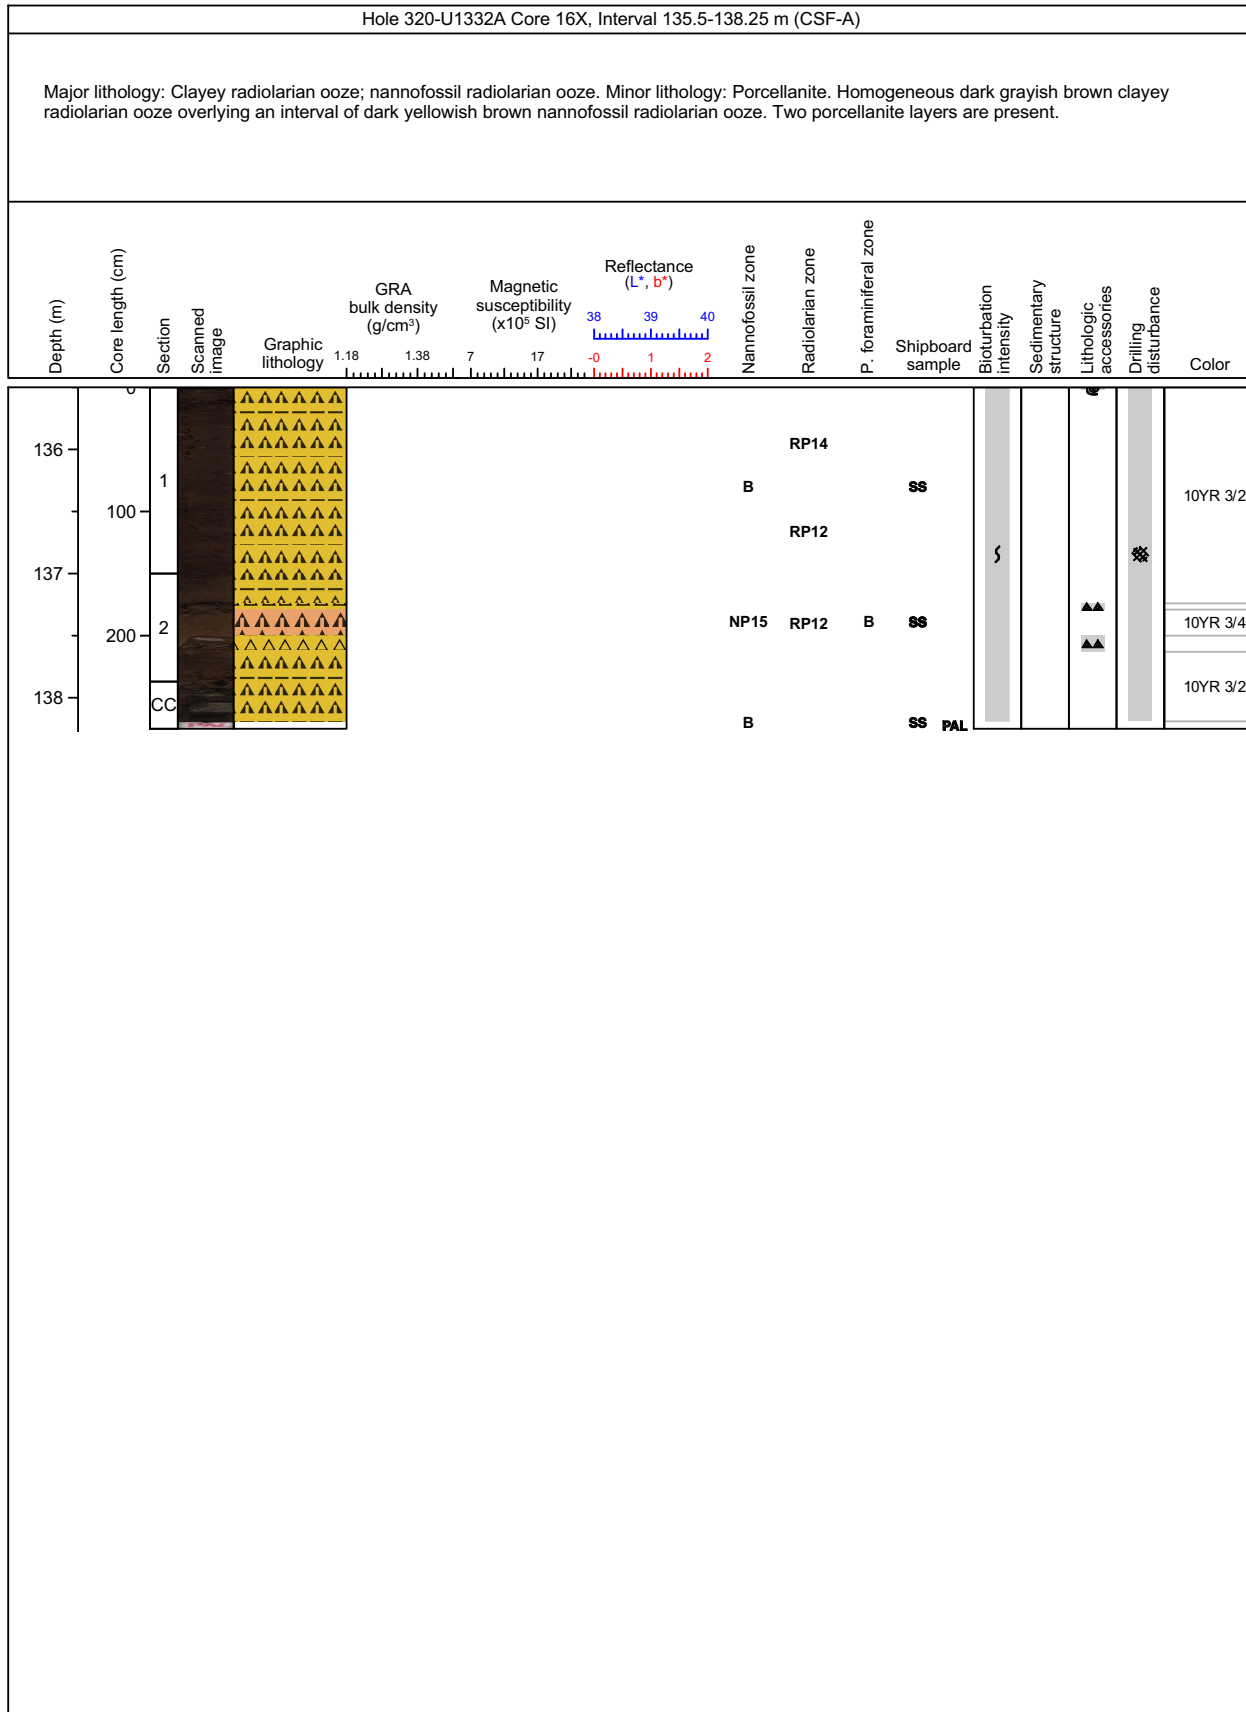 Hole 320-U1332A Core 16X, Interval 135.5-138.25 m (CSF-A)
Major lithology: Clayey radiolarian ooze; nannofossil radiolarian ooze. Minor lithology: Porcellanite. Homogeneous dark grayish brown clayey
radiolarian ooze overlying an interval of dark yellowish brown nannofossil radiolarian ooze. Two porcellanite layers are present.
Depth (m)
Core length (cm)
Section
Scanned
image
Graphic
lithology
GRA
bulk density
(g/cm³)
1.18 1.38
Magnetic
susceptibility
(x10⁵ SI)
7 17
Reflectance
(L*, b*)
38 39 40
-0 1 2
Nannofossil zone
Radiolarian zone
P. foraminiferal zone
Shipboard
sample
Bioturbation
intensity
Sedimentary
structure
Lithologic
accessories
Drilling
disturbance
Color
0
136 RP14
1 B SS 10YR 3/2
100
RP12
137
2 NP15 RP12 B SS 10YR 3/4
200
138 CC 10YR 3/2
B SS PAL
PAL